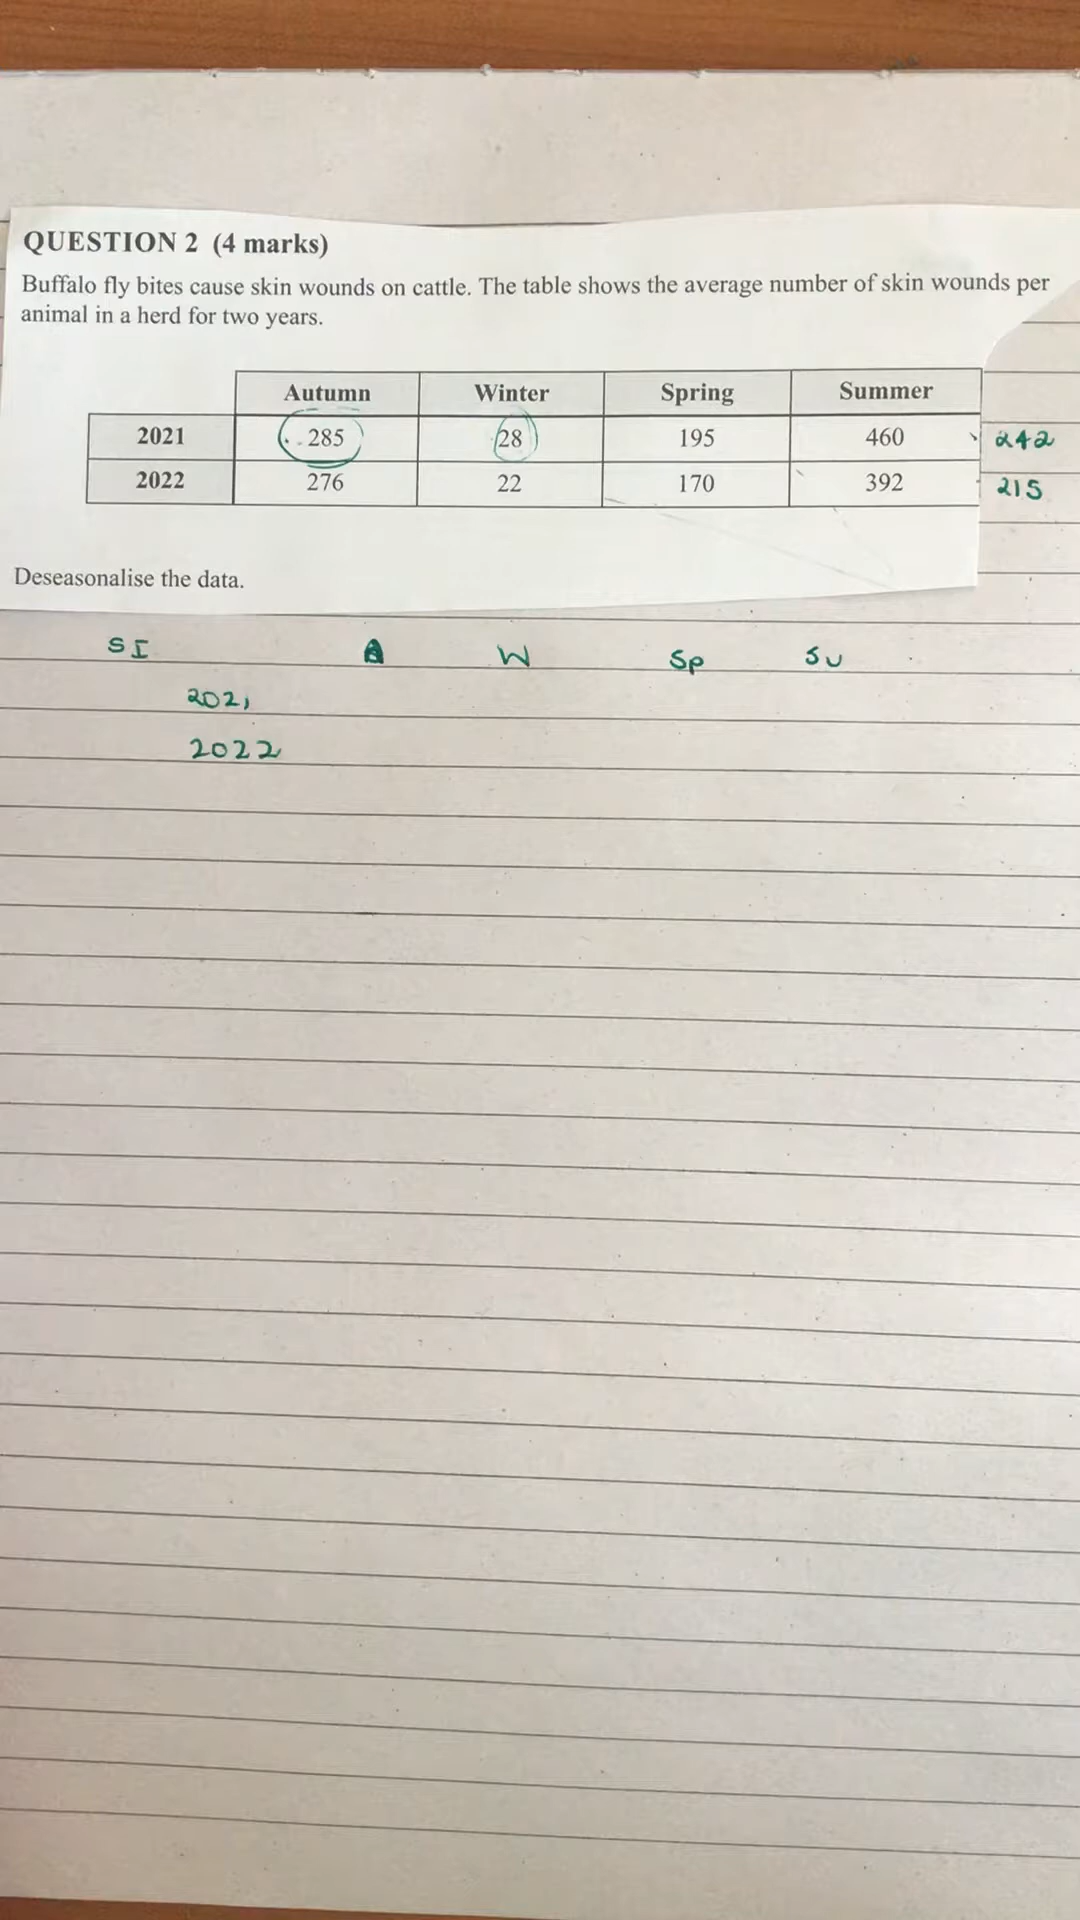 QUESTION 2 (4 marks)
Buffalo fly bites cause skin wounds on cattle. The table shows the average number of skin wounds per
animal in a herd for two years.
Autumn Winter Spring Summer
2021 285 28 195 460 242
2022 276 22 170 392 215
Deseasonalise the data.
SI A W Sp Su
2021
2022